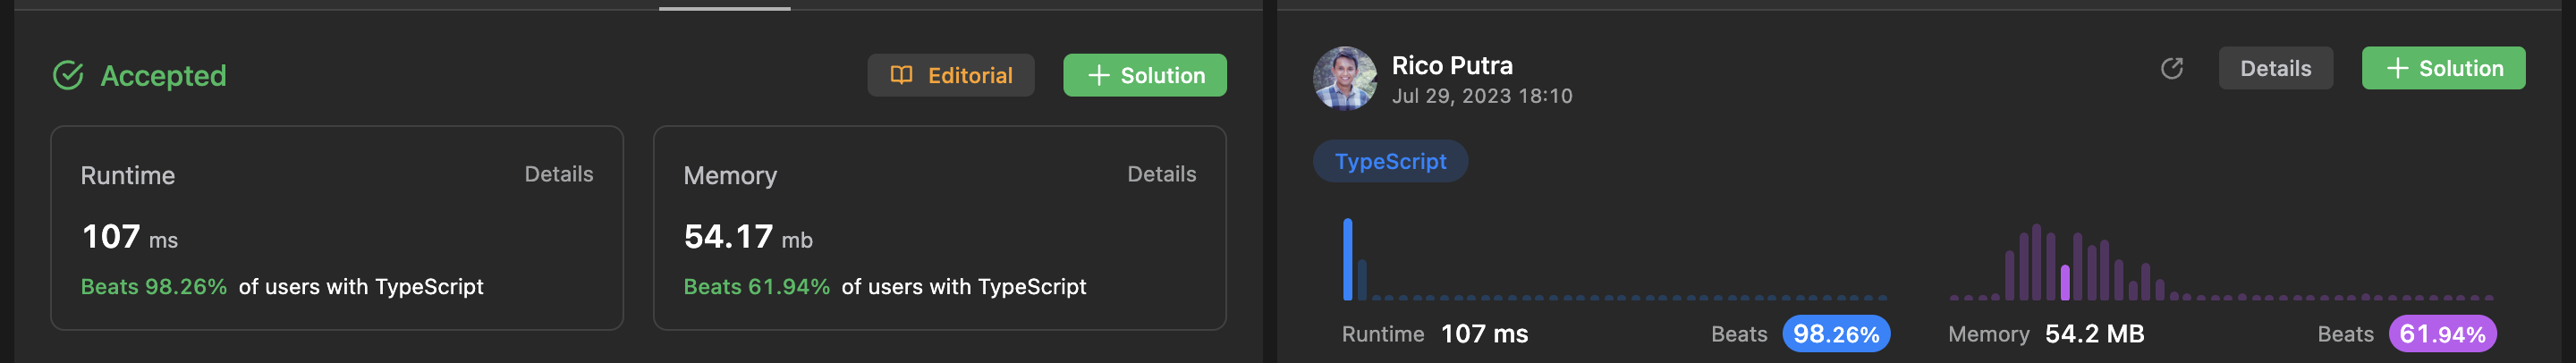 Accepted
Editorial
+ Solution
Runtime
Details
107 ms
Beats 98.26% of users with TypeScript
Memory
Details
54.17 mb
Beats 61.94% of users with TypeScript
Rico Putra
Jul 29, 2023 18:10
Details
+ Solution
TypeScript
Runtime 107 ms
Beats 98.26%
Memory 54.2 MB
Beats 61.94%